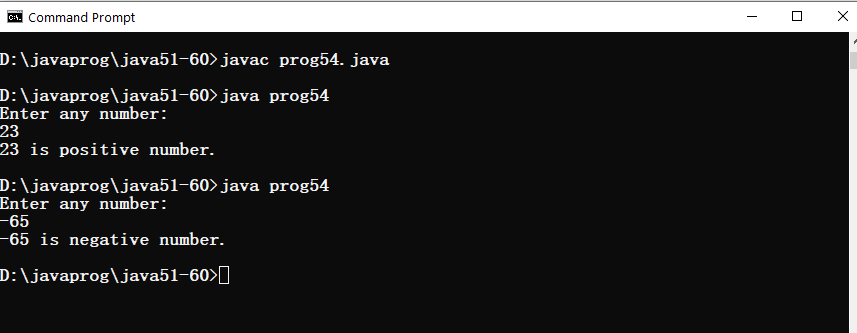 Command Prompt
D:\javaprog\java51-60>javac prog54.java
D:\javaprog\java51-60>java prog54
Enter any number:
23
23 is positive number.
D:\javaprog\java51-60>java prog54
Enter any number:
-65
-65 is negative number.
D:\javaprog\java51-60>